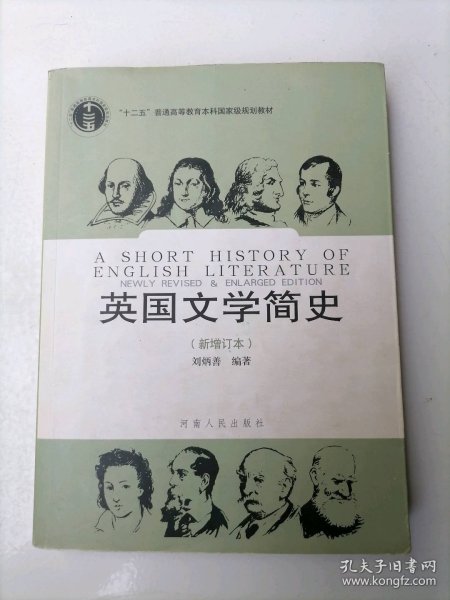 十二五
“十二五”普通高等教育本科国家级规划教材
A SHORT HISTORY OF
ENGLISH LITERATURE
NEWLY REVISED & ENLARGED EDITION
英国文学简史
（新增订本）
刘炳善 编著
河南人民出版社
孔夫子旧书网
www.kongfz.com